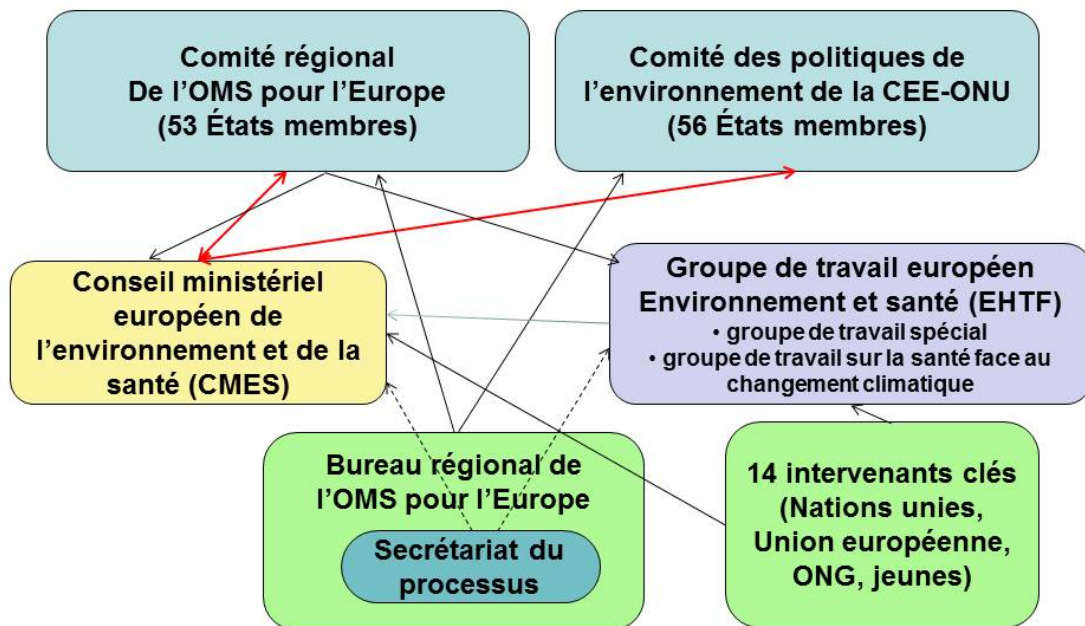 Comité régional
De l’OMS pour l’Europe
(53 États membres)
Comité des politiques de
l’environnement de la CEE-ONU
(56 États membres)
Conseil ministériel
européen de
l’environnement et de la
santé (CMES)
Groupe de travail européen
Environnement et santé (EHTF)
• groupe de travail spécial
• groupe de travail sur la santé face au
changement climatique
Bureau régional de
l’OMS pour l’Europe
Secrétariat du
processus
14 intervenants clés
(Nations unies,
Union européenne,
ONG, jeunes)